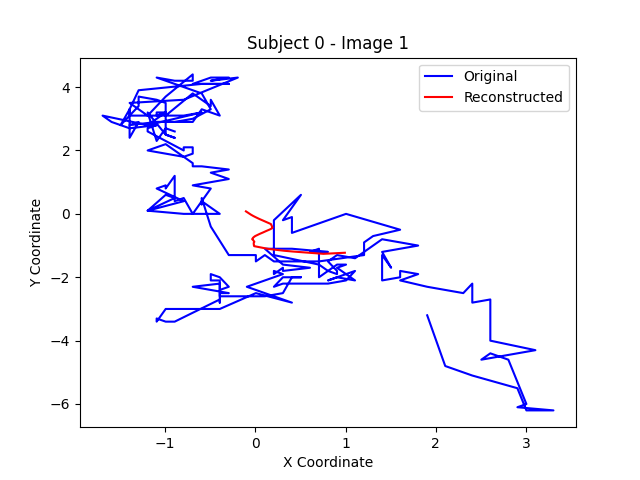 Subject 0 - Image 1
Original
Reconstructed
Y Coordinate
4
2
0
−2
−4
−6
−1
0
1
2
3
X Coordinate